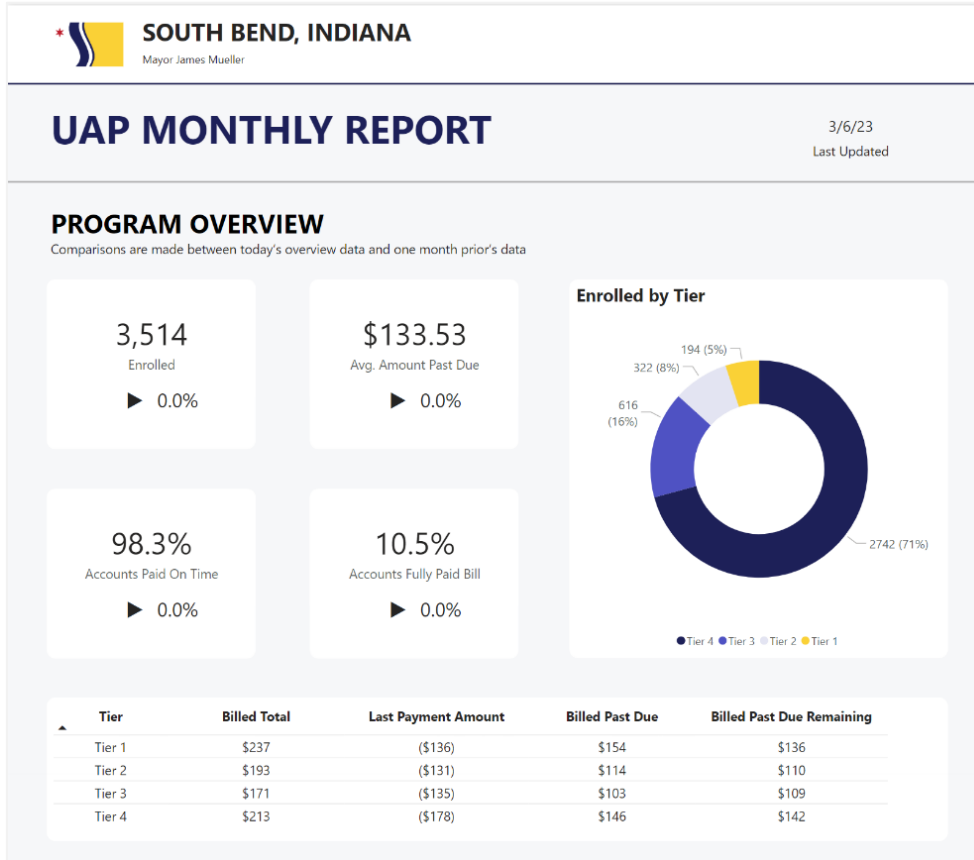 SOUTH BEND, INDIANA
Mayor James Mueller
UAP MONTHLY REPORT
3/6/23
Last Updated
PROGRAM OVERVIEW
Comparisons are made between today's overview data and one month prior's data
3,514
Enrolled
0.0%
$133.53
Avg. Amount Past Due
0.0%
98.3%
Accounts Paid On Time
0.0%
10.5%
Accounts Fully Paid Bill
0.0%
Enrolled by Tier
194 (5%)
322 (8%)
616
(16%)
2742 (71%)
Tier 4 Tier 3 Tier 2 Tier 1
Tier Billed Total Last Payment Amount Billed Past Due Billed Past Due Remaining
Tier 1 $237 ($136) $154 $136
Tier 2 $193 ($131) $114 $110
Tier 3 $171 ($135) $103 $109
Tier 4 $213 ($178) $146 $142